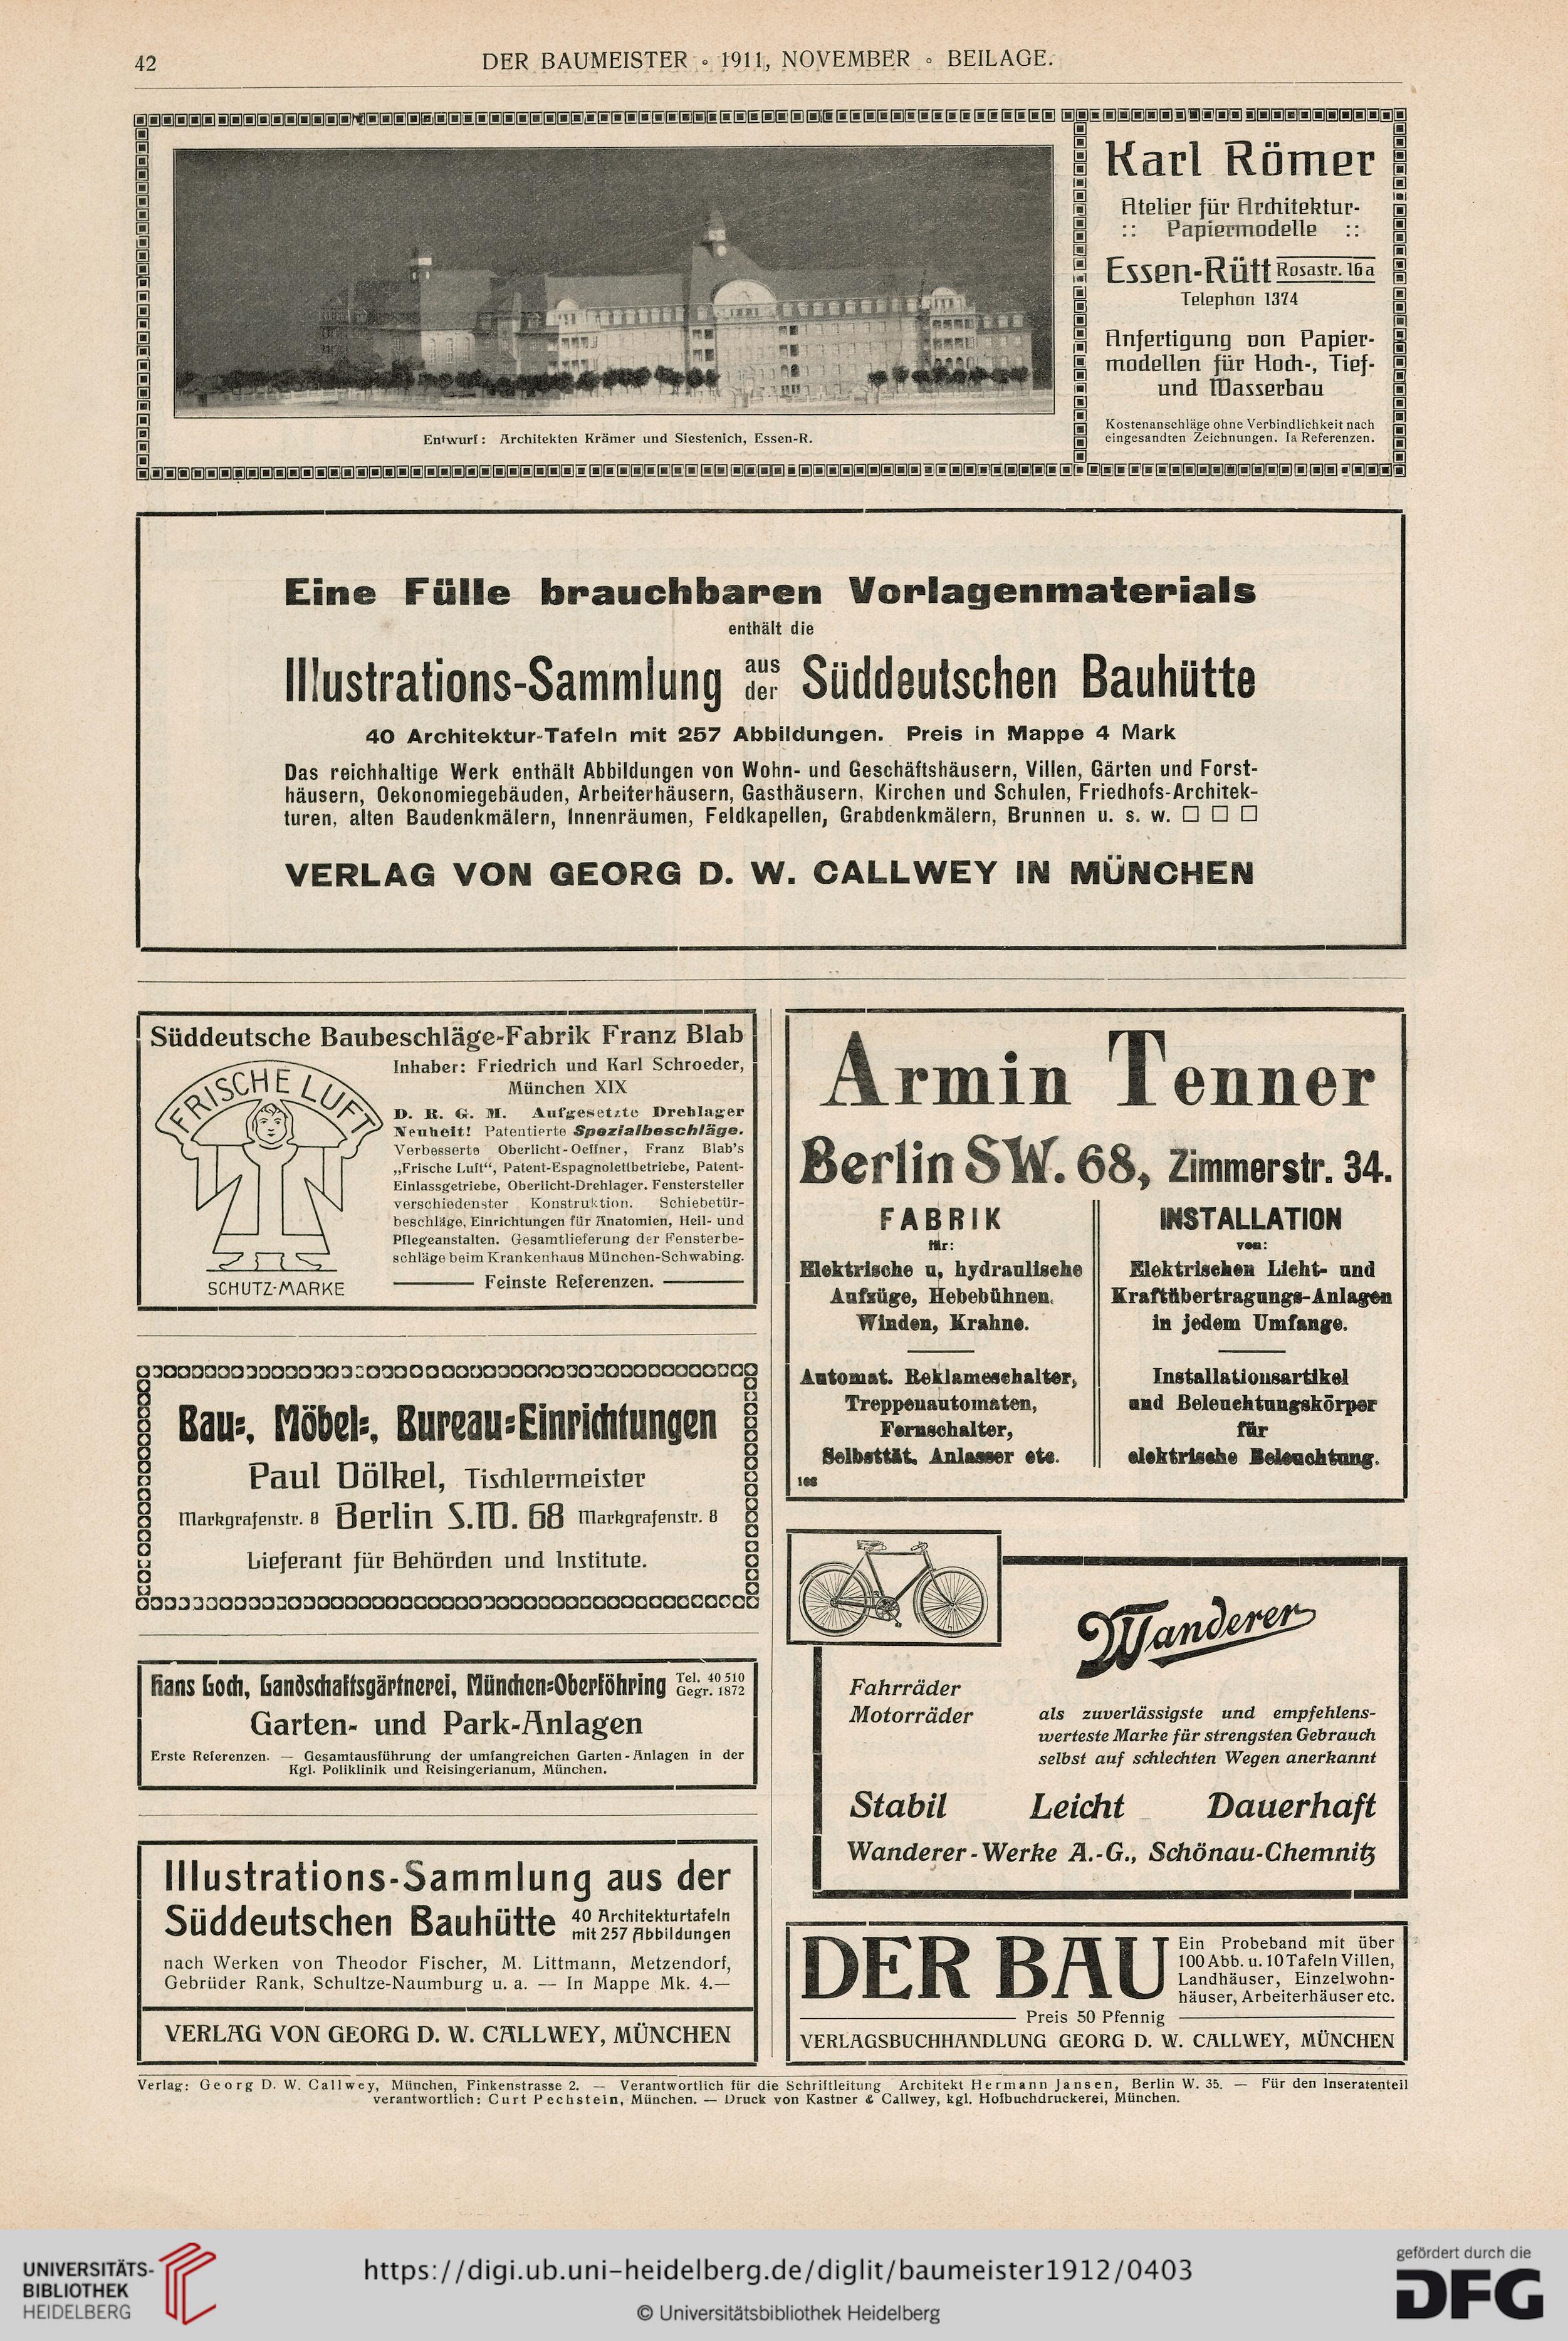 42
DER BAUMEISTER ◦ 1911, NOVEMBER ◦ BEILAGE.
Entwurf: Architekten Krämer und Siestenich, Essen-R.
Karl Römer
Atelier für Architektur-
:: Papiermodelle ::
Essen-Rütt Rosastr. 16a
Telephon 1374
Anfertigung von Papier-
modellen für Hoch-, Tief-
und Wasserbau
Kostenanschläge ohne Verbindlichkeit nach
eingesandten Zeichnungen. Ia Referenzen.
Eine Fülle brauchbaren Vorlagenmaterials
enthält die
Illustrations-Sammlung aus der Süddeutschen Bauhütte
40 Architektur-Tafeln mit 257 Abbildungen. Preis in Mappe 4 Mark
Das reichhaltige Werk enthält Abbildungen von Wohn- und Geschäftshäusern, Villen, Gärten und Forst-
häusern, Oekonomiegebäuden, Arbeiterhäusern, Gasthäusern, Kirchen und Schulen, Friedhofs-Architek-
turen, alten Baudenkmälern, Innenräumen, Feldkapellen, Grabdenkmälern, Brunnen u. s. w. □ □ □
VERLAG VON GEORG D. W. CALLWEY IN MÜNCHEN
Süddeutsche Baubeschläge-Fabrik Franz Blab
FRISCHE LUFT
SCHUTZ-MARKE
Inhaber: Friedrich und Karl Schroeder,
München XIX
D. R. G. M. Aufgesetzte Drehlager
Neuheit! Patentierte Spezialbeschläge.
Verbesserte Oberlicht-Oeffner, Franz Blab's
„Frische Luft“, Patent-Espagnolettbetriebe, Patent-
Einlassgetriebe, Oberlicht-Drehlager. Fenstersteller
verschiedenster Konstruktion. Schiebetür-
beschläge, Einrichtungen für Anatomien, Heil- und
Pflegeanstalten. Gesamtlieferung der Fensterbe-
schläge beim Krankenhaus München-Schwabing.
Feinste Referenzen.
Bau-, Möbel-, Bureau-Einrichtungen
Paul Dölkel, Tischlermeister
Markgrafenstr. 8 Berlin S.W. 68 Markgrafenstr. 8
Lieferant für Behörden und Institute.
Hans Goch, Landschaftsgärtnerei, München-Oberföhring Tel. 40510
Gegr. 1872
Garten- und Park-Anlagen
Erste Referenzen. — Gesamtausführung der umfangreichen Garten-Anlagen in der
Kgl. Poliklinik und Reisingerianum, München.
Illustrations-Sammlung aus der
Süddeutschen Bauhütte 40 Architekturtafeln
mit 257 Abbildungen
nach Werken von Theodor Fischer, M. Littmann, Metzendorf,
Gebrüder Rank, Schultze-Naumburg u. a. — In Mappe Mk. 4.—
VERLAG VON GEORG D. W. CALLWEY, MÜNCHEN
Armin Tenner
Berlin SW. 68, Zimmerstr. 34.
FABRIK
für:
Elektrische u. hydraulische
Aufzüge, Hebebühnen,
Winden, Krahne.
Automat. Reklameschalter,
Treppenautomaten,
Fernschalter,
Selbsttät. Anlasser etc.
INSTALLATION
von:
Elektrischen Licht- und
Kraftübertragungs-Anlagen
in jedem Umfange.
Installationsartikel
und Beleuchtungskörper
für
elektrische Beleuchtung.
Wanderer
Fahrräder
Motorräder
als zuverlässigste und empfehlens-
werteste Marke für strengsten Gebrauch
selbst auf schlechten Wegen anerkannt
Stabil Leicht Dauerhaft
Wanderer-Werke A.-G., Schönau-Chemnitz
DER BAU
Ein Probeband mit über
100 Abb. u. 10 Tafeln Villen,
Landhäuser, Einzelwohn-
häuser, Arbeiterhäuser etc.
Preis 50 Pfennig
VERLAGSBUCHHANDLUNG GEORG D. W. CALLWEY, MÜNCHEN
Verlag: Georg D. W. Callwey, München, Finkenstrasse 2. — Verantwortlich für die Schriftleitung Architekt Hermann Jansen, Berlin W. 35. — Für den Inseratenteil
verantwortlich: Curt Pechstein, München. — Druck von Kastner & Callwey, kgl. Hofbuchdruckerei, München.
UNIVERSITÄTS-
BIBLIOTHEK
HEIDELBERG
https://digi.ub.uni-heidelberg.de/diglit/baumeister1912/0403
© Universitätsbibliothek Heidelberg
gefördert durch die
DFG